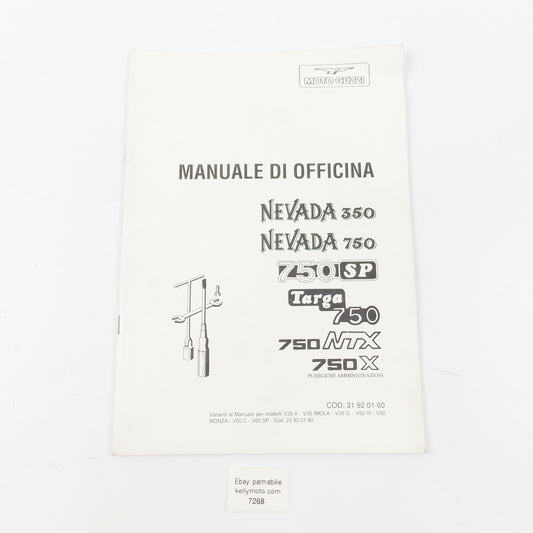 MOTO GUZZI
MANUALE DI OFFICINA
NEVADA 350
NEVADA 750
750 SP
Targa
750
750 NTX
750 X
PUBBLICHE AMMINISTRAZIONI
COD. 31 92 01 60
Varianti al Manuale per modelli V35 II - V35 IMOLA - V35 C - V50 III - V50
MONZA - V50 C - V65 SP - Cod. 23 92 01 80
Ebay. parmabike
kellymoto.com
7268